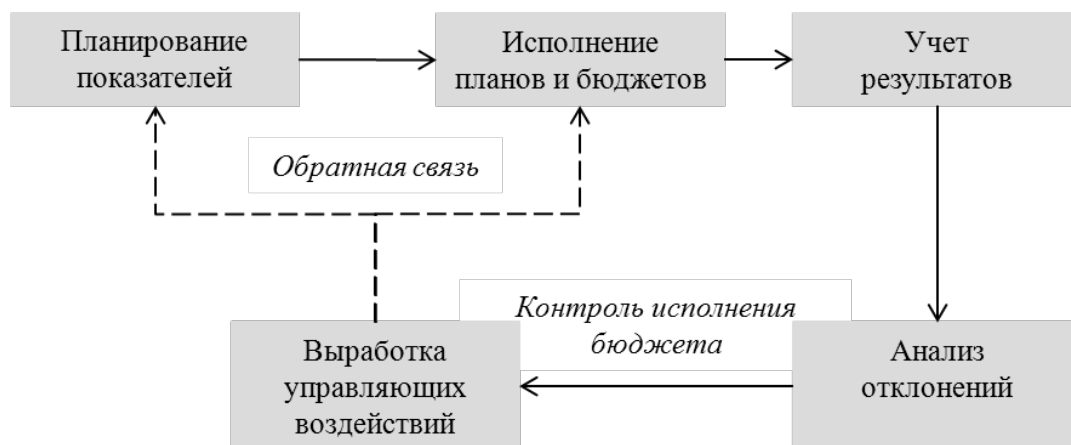 Планирование
показателей
Исполнение
планов и бюджетов
Учет
результатов
Обратная связь
Контроль исполнения
бюджета
Выработка
управляющих
воздействий
Анализ
отклонений